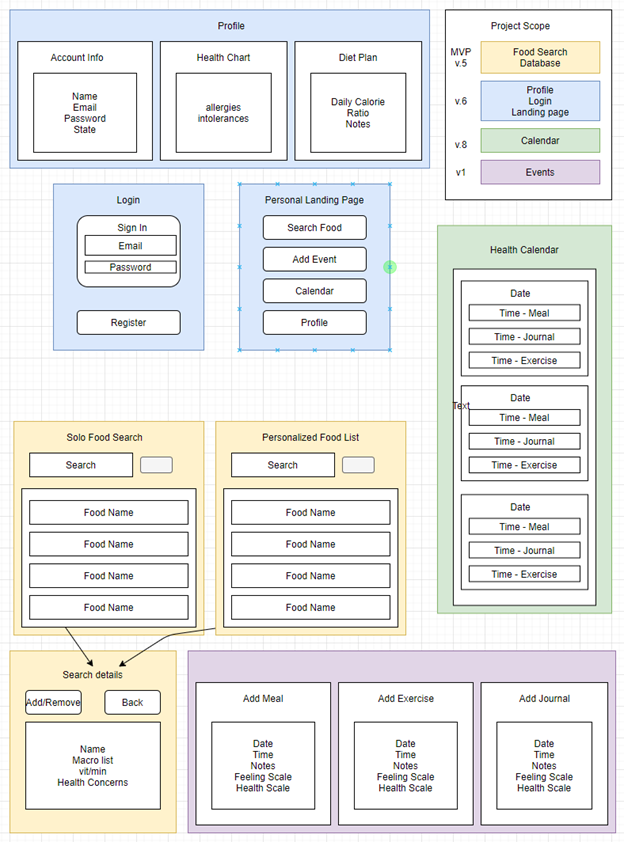 Profile
Account Info
Name
Email
Password
State
Health Chart
allergies
intolerances
Diet Plan
Daily Calorie
Ratio
Notes
Project Scope
MVP
v.5
Food Search
Database
v.6
Profile
Login
Landing page
v.8
Calendar
v1
Events
Login
Sign In
Email
Password
Register
Personal Landing Page
Search Food
Add Event
Calendar
Profile
Health Calendar
Date
Time - Meal
Time - Journal
Time - Exercise
Text
Date
Time - Meal
Time - Journal
Time - Exercise
Date
Time - Meal
Time - Journal
Time - Exercise
Solo Food Search
Search
Food Name
Food Name
Food Name
Food Name
Personalized Food List
Search
Food Name
Food Name
Food Name
Food Name
Search details
Add/Remove
Back
Name
Macro list
vit/min
Health Concerns
Add Meal
Date
Time
Notes
Feeling Scale
Health Scale
Add Exercise
Date
Time
Notes
Feeling Scale
Health Scale
Add Journal
Date
Time
Notes
Feeling Scale
Health Scale